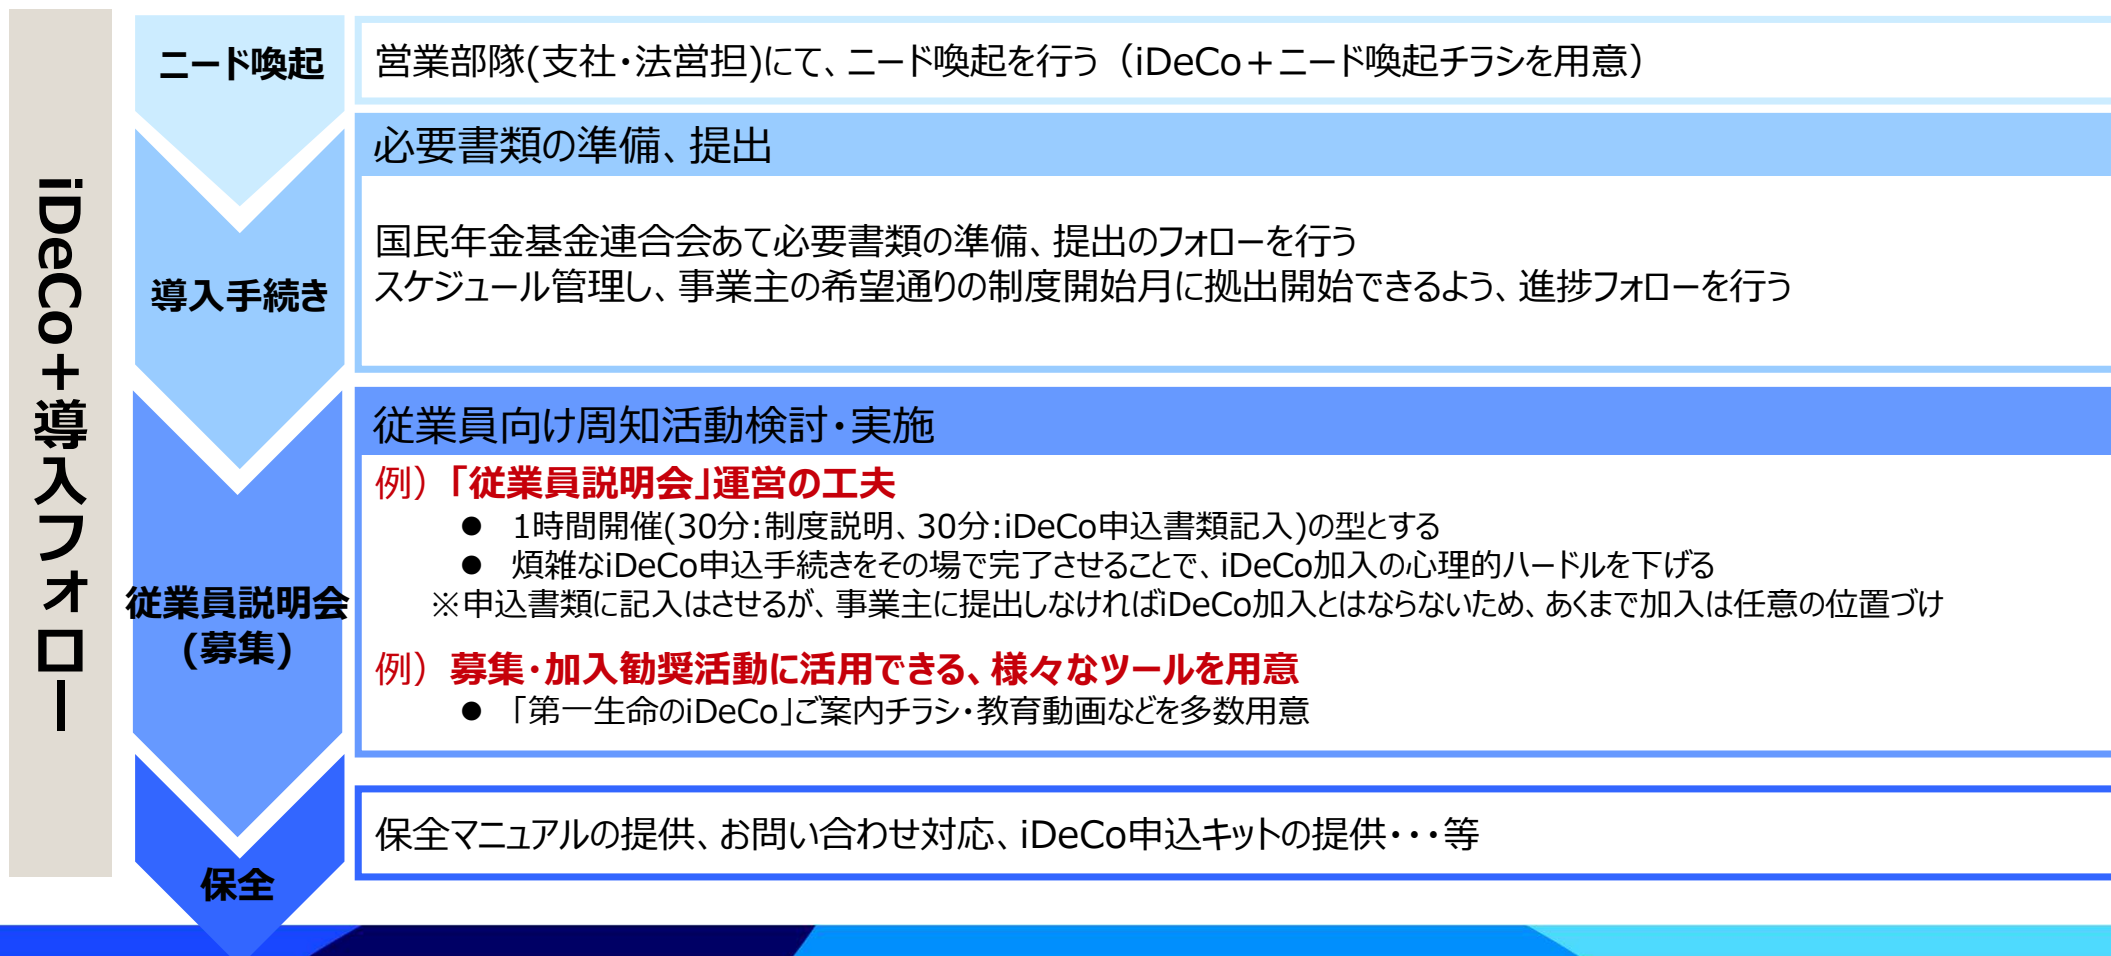 iDeCo+導入フォロー
ニード喚起
営業部隊(支社・法営担)にて、ニード喚起を行う（iDeCo＋ニード喚起チラシを用意）
必要書類の準備、提出
導入手続き
国民年金基金連合会あて必要書類の準備、提出のフォローを行う
スケジュール管理し、事業主の希望通りの制度開始月に拠出開始できるよう、進捗フォローを行う
従業員説明会
(募集)
従業員向け周知活動検討・実施
例）「従業員説明会」運営の工夫
● 1時間開催(30分:制度説明、30分:iDeCo申込書類記入)の型とする
● 煩雑なiDeCo申込手続きをその場で完了させることで、iDeCo加入の心理的ハードルを下げる
※申込書類に記入はさせるが、事業主に提出しなければiDeCo加入とはならないため、あくまで加入は任意の位置づけ
例）募集・加入勧奨活動に活用できる、様々なツールを用意
● 「第一生命のiDeCo」ご案内チラシ・教育動画などを多数用意
保全
保全マニュアルの提供、お問い合わせ対応、iDeCo申込キットの提供・・・等